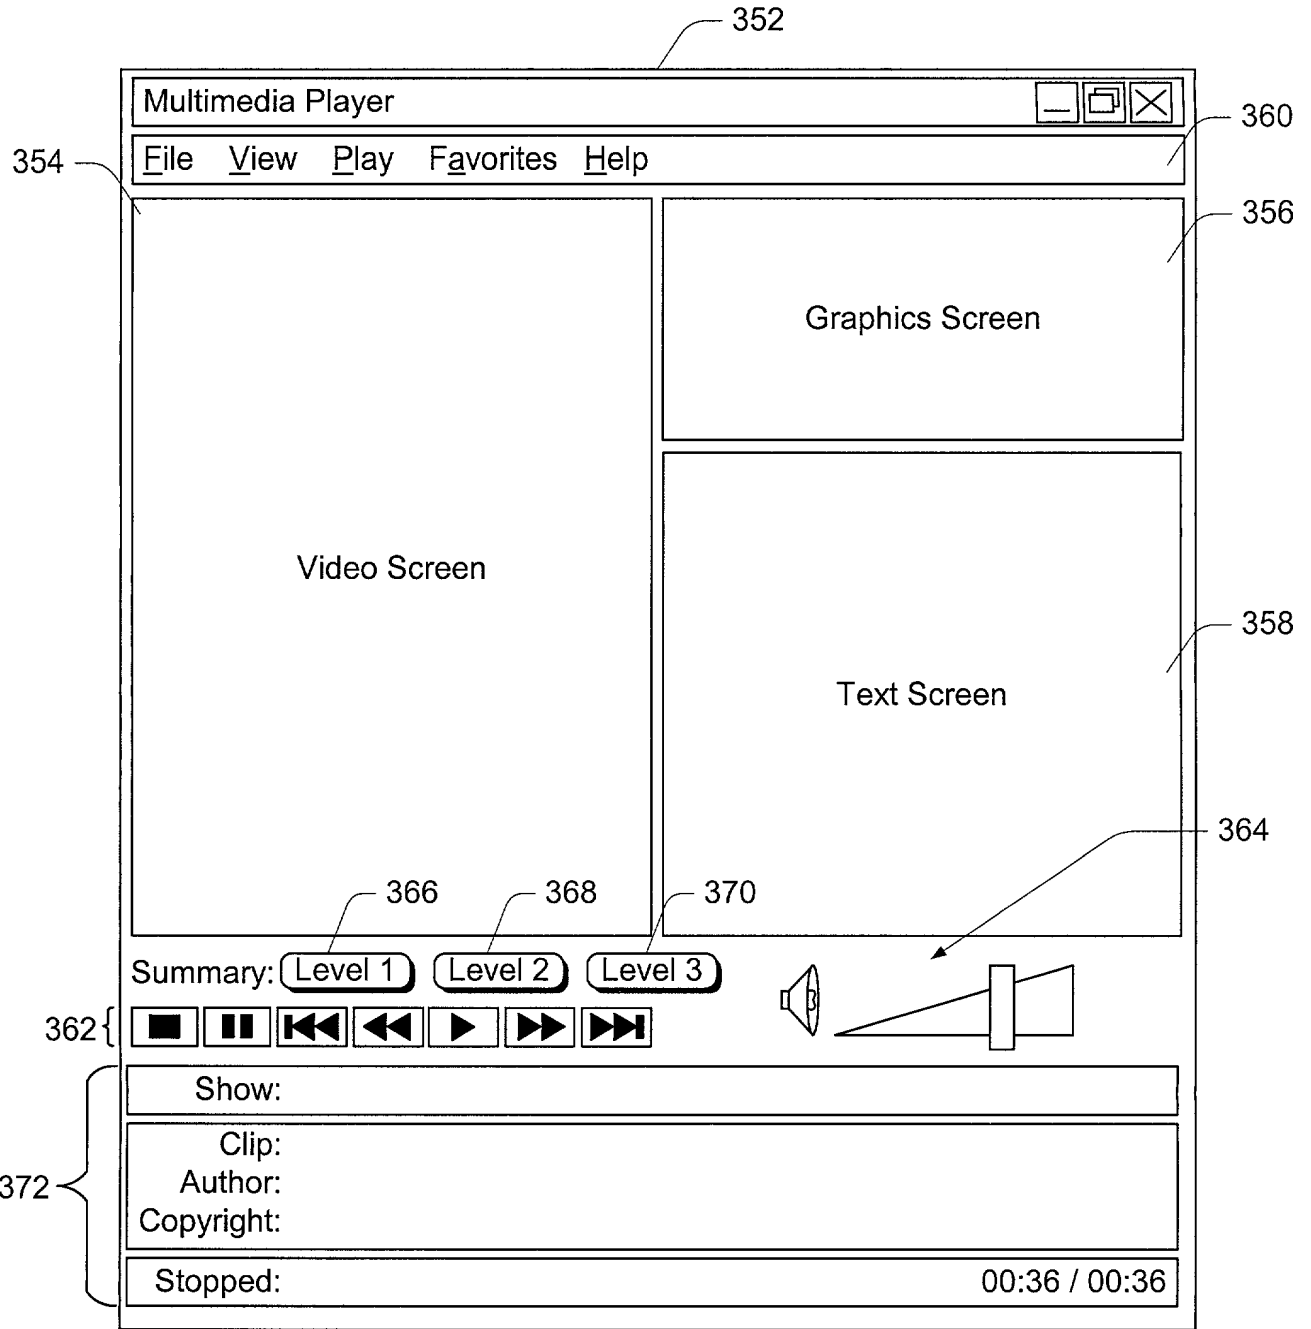 352
Multimedia Player
360
354
File View Play Favorites Help
356
Graphics Screen
Video Screen
358
Text Screen
364
366 368 370
Summary: Level 1 Level 2 Level 3
362
Show:
Clip:
372
Author:
Copyright:
Stopped: 00:36 / 00:36